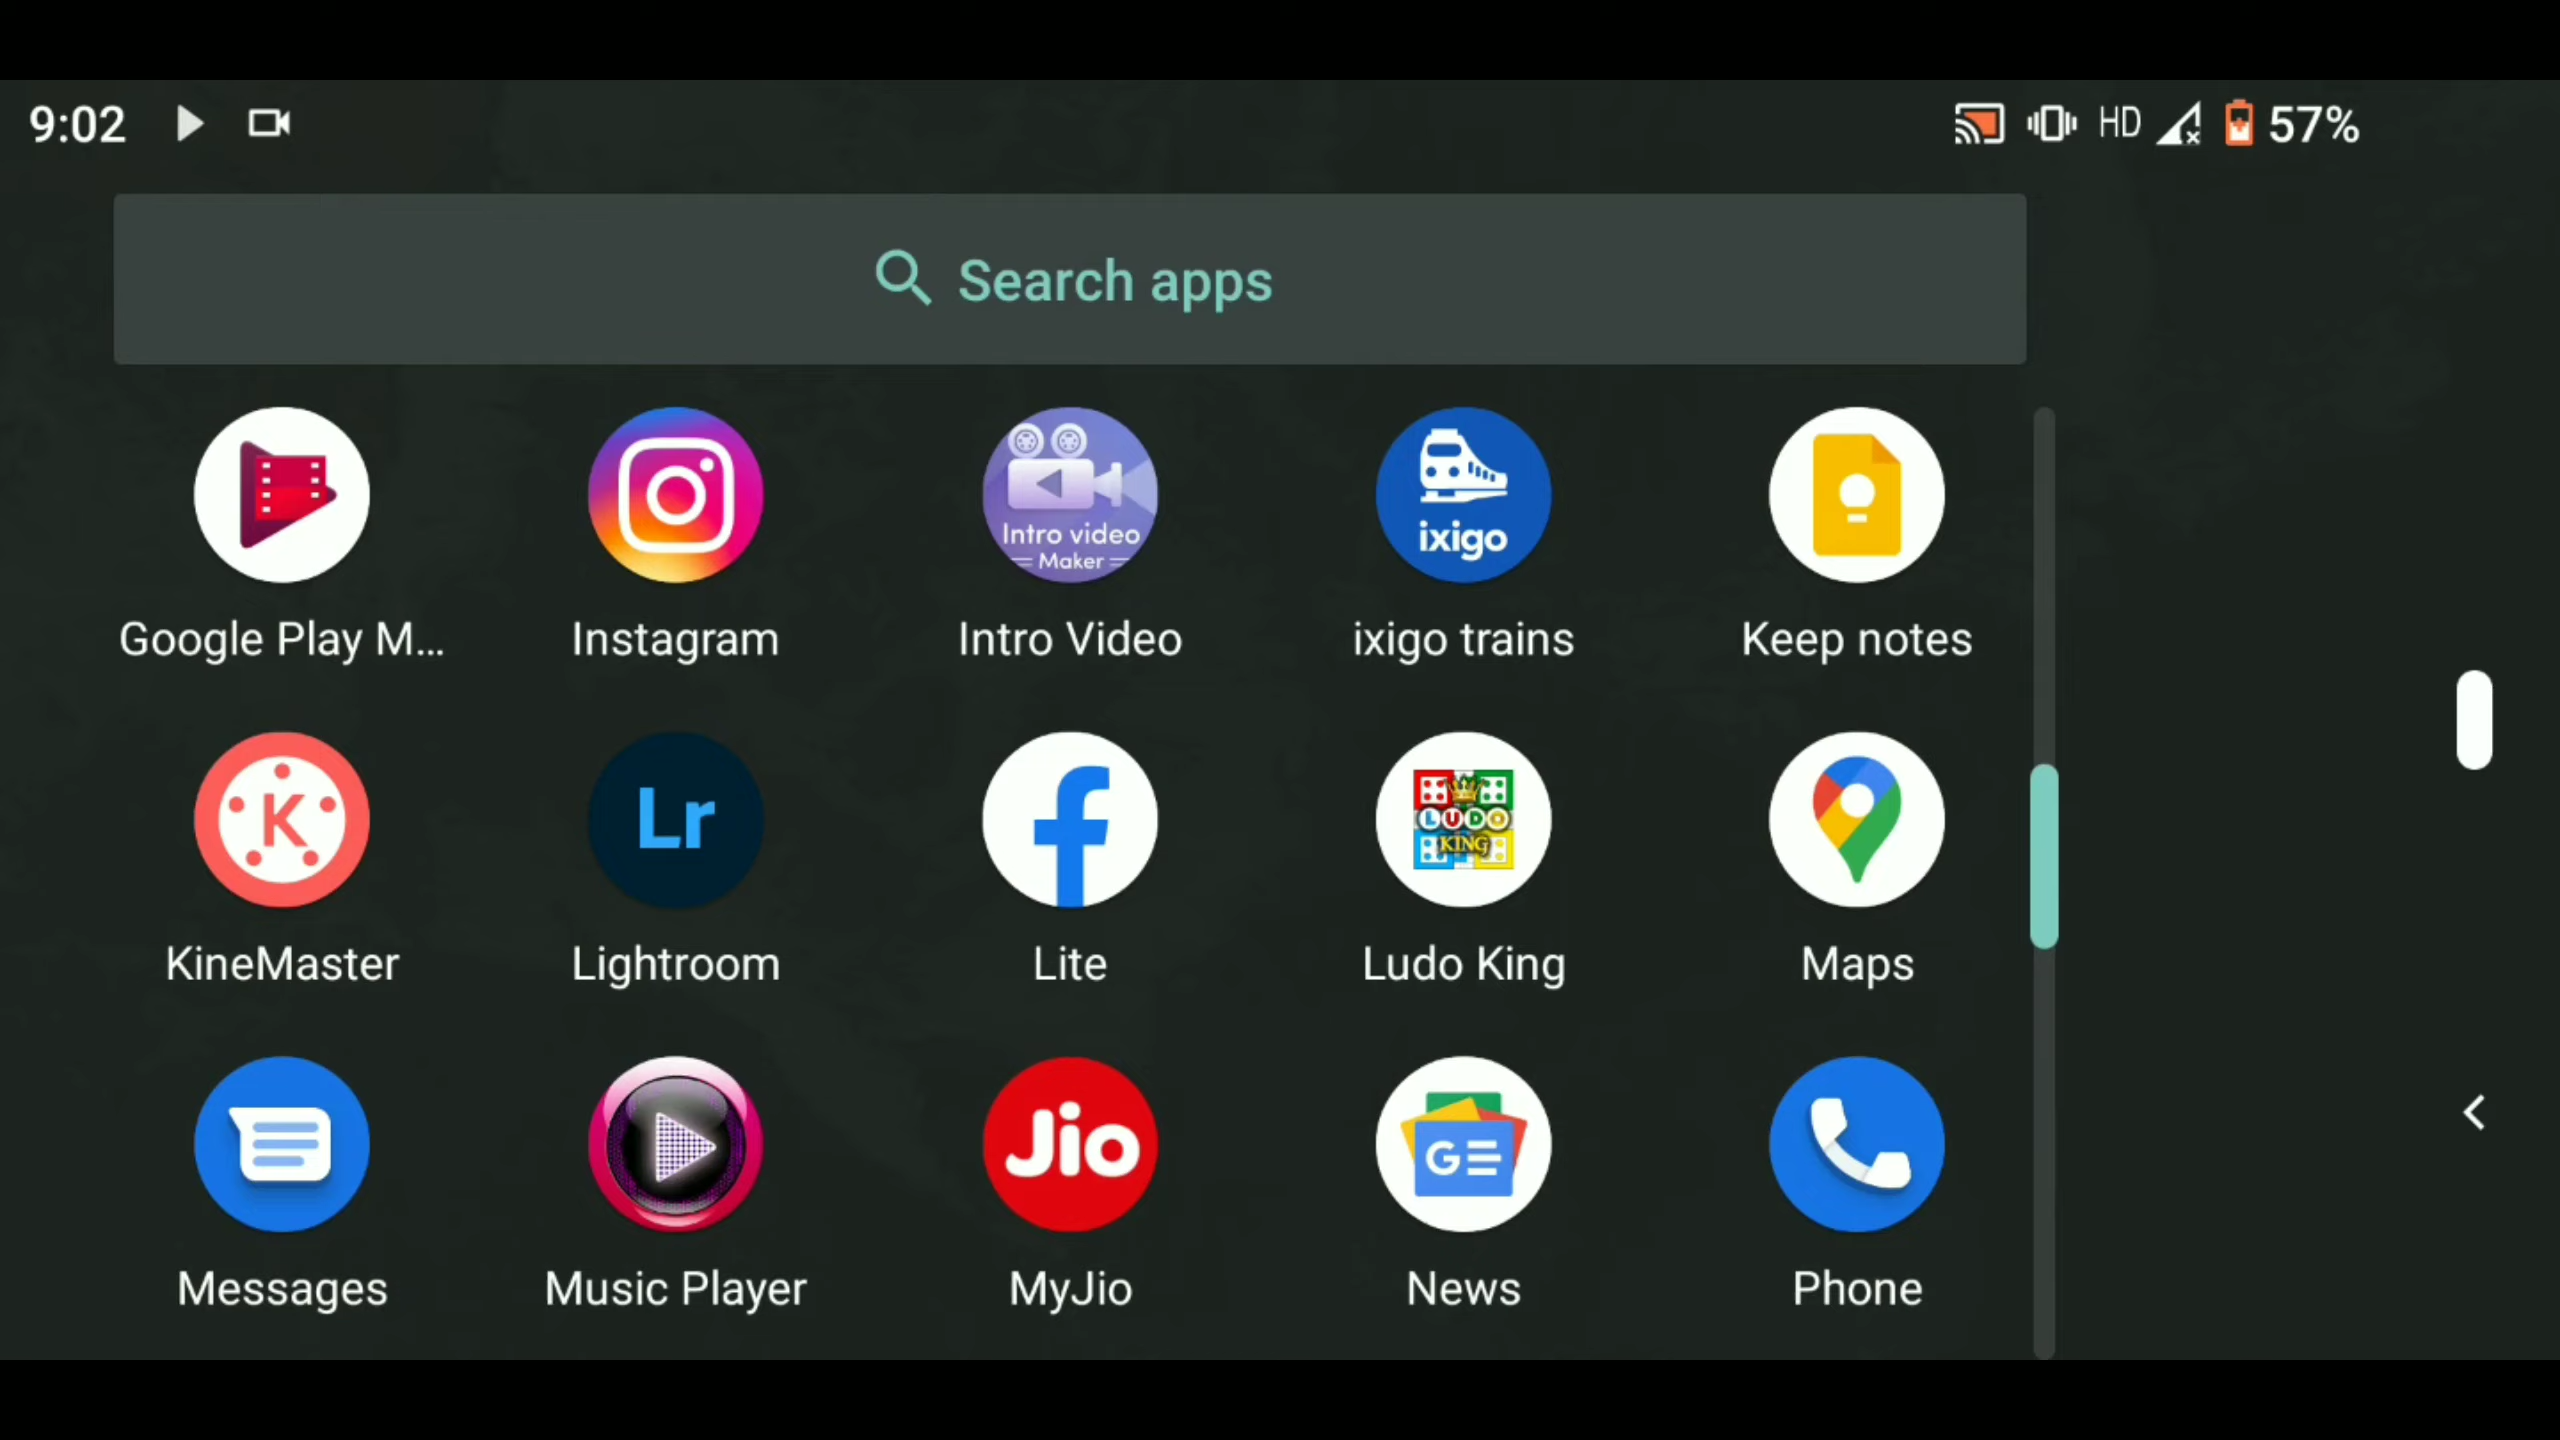 9:02 HD 57%
Search apps
Intro video
Maker
ixigo
Google Play M...
Instagram
Intro Video
ixigo trains
Keep notes
K
Lr
f
LUDO
KING
KineMaster
Lightroom
Lite
Ludo King
Maps
Jio
G
Messages
Music Player
MyJio
News
Phone